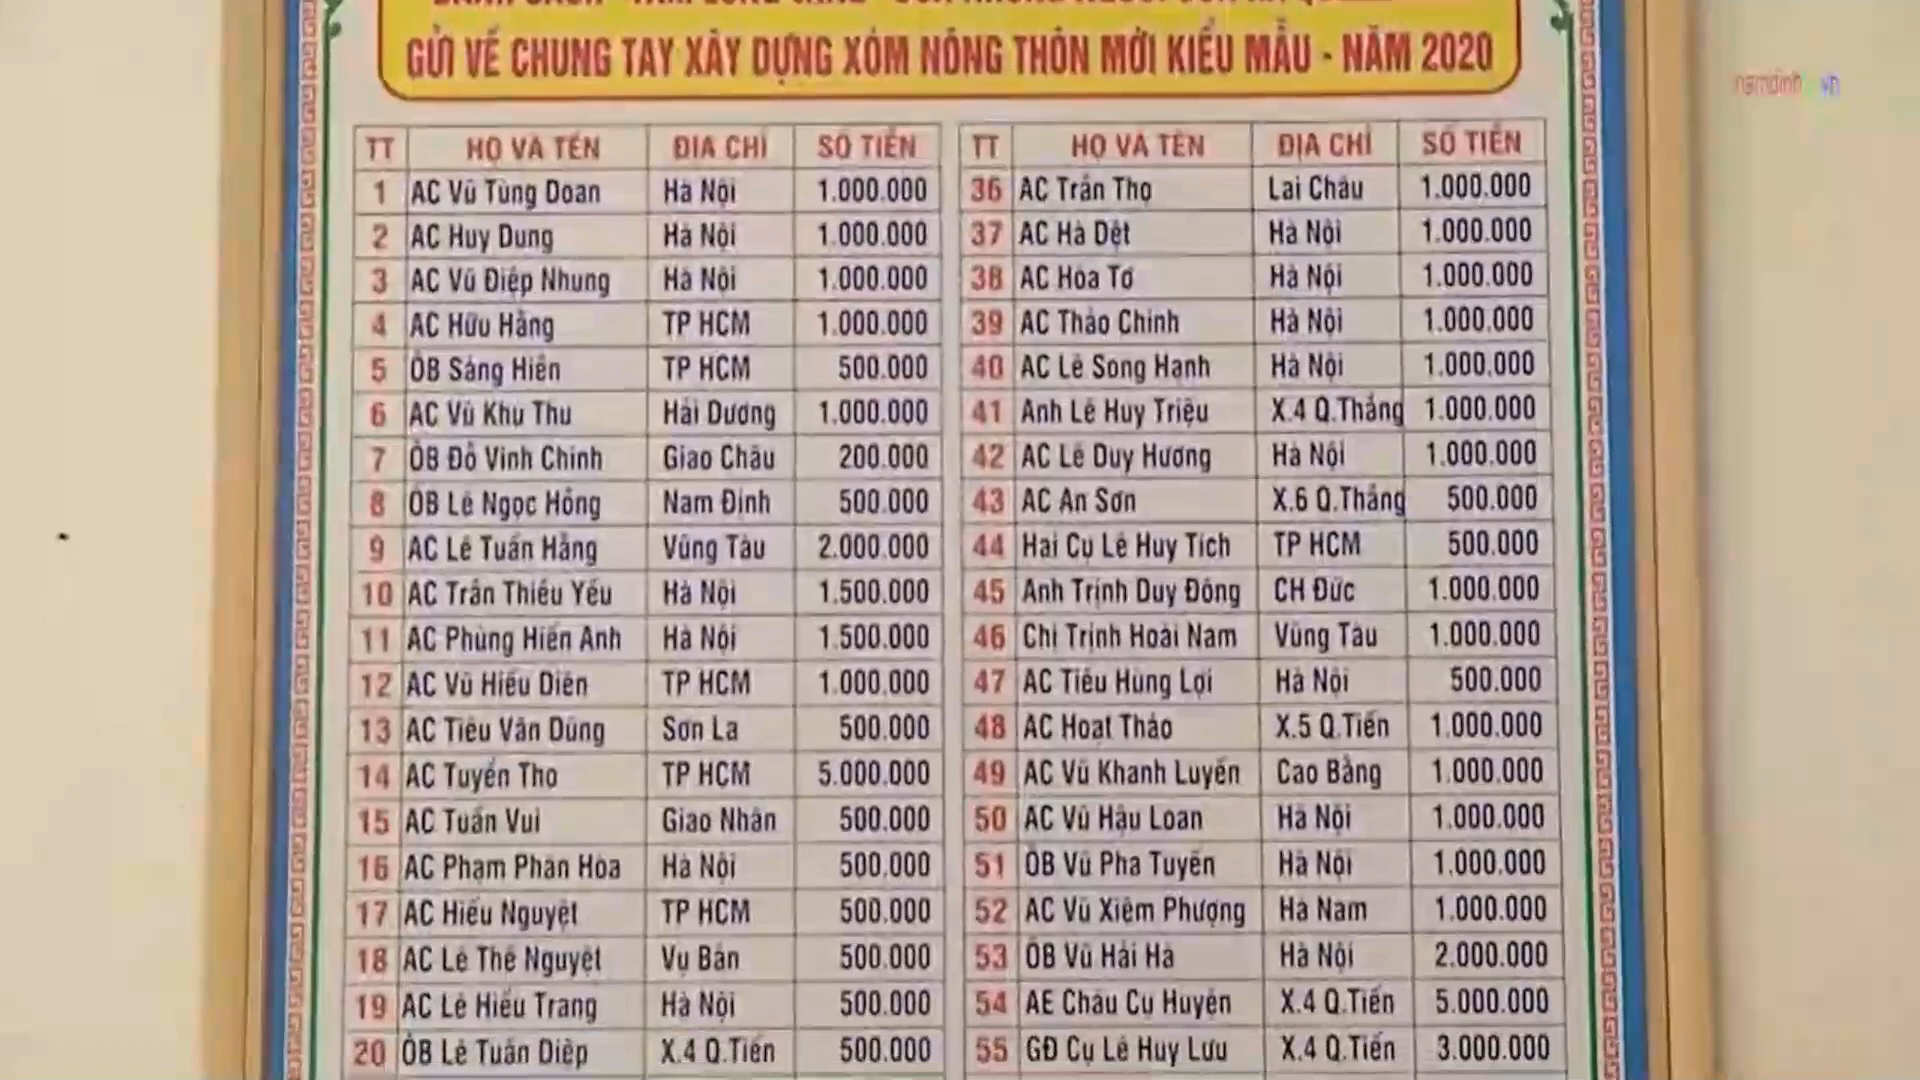 GỬI VỀ CHUNG TAY XÂY DỰNG XÓM NÔNG THÔN MỚI KIỂU MẪU - NĂM 2020
TT HỌ VÀ TÊN ĐỊA CHỈ SỐ TIỀN
1 AC Vũ Tùng Doan Hà Nội 1.000.000
2 AC Huy Dung Hà Nội 1.000.000
3 AC Vũ Điệp Nhung Hà Nội 1.000.000
4 AC Hữu Hằng TP HCM 1.000.000
5 ÔB Sáng Hiên TP HCM 500.000
6 AC Vũ Khu Thu Hải Dương 1.000.000
7 ÔB Đỗ Vinh Chinh Giao Châu 200.000
8 ÔB Lê Ngọc Hồng Nam Định 500.000
9 AC Lê Tuấn Hằng Vũng Tàu 2.000.000
10 AC Trần Thiều Yếu Hà Nội 1.500.000
11 AC Phùng Hiển Anh Hà Nội 1.500.000
12 AC Vũ Hiếu Diên TP HCM 1.000.000
13 AC Tiêu Văn Dũng Sơn La 500.000
14 AC Tuyển Thọ TP HCM 5.000.000
15 AC Tuấn Vui Giao Nhân 500.000
16 AC Phạm Phán Hòa Hà Nội 500.000
17 AC Hiếu Nguyệt TP HCM 500.000
18 AC Lê Thế Nguyệt Vụ Bản 500.000
19 AC Lê Hiếu Trang Hà Nội 500.000
20 ÔB Lê Tuấn Diệp X.4 Q.Tiến 500.000
TT HỌ VÀ TÊN ĐỊA CHỈ SỐ TIỀN
36 AC Trần Thọ Lai Châu 1.000.000
37 AC Hà Dệt Hà Nội 1.000.000
38 AC Hòa Tơ Hà Nội 1.000.000
39 AC Thảo Chinh Hà Nội 1.000.000
40 AC Lê Song Hạnh Hà Nội 1.000.000
41 Anh Lê Huy Triệu X.4 Q.Thắng 1.000.000
42 AC Lê Duy Hương Hà Nội 1.000.000
43 AC An Sơn X.6 Q.Thắng 500.000
44 Hai Cụ Lê Huy Tích TP HCM 500.000
45 Anh Trịnh Duy Đông CH Đức 1.000.000
46 Chị Trịnh Hoài Nam Vũng Tàu 1.000.000
47 AC Tiêu Hùng Lợi Hà Nội 500.000
48 AC Hoạt Thảo X.5 Q.Tiến 1.000.000
49 AC Vũ Khanh Luyến Cao Bằng 1.000.000
50 AC Vũ Hậu Loan Hà Nội 1.000.000
51 ÔB Vũ Pha Tuyên Hà Nội 1.000.000
52 AC Vũ Xiêm Phượng Hà Nam 1.000.000
53 ÔB Vũ Hải Hà Hà Nội 2.000.000
54 AE Châu Cụ Huyện X.4 Q.Tiến 5.000.000
55 GĐ Cụ Lê Huy Lưu X.4 Q.Tiến 3.000.000